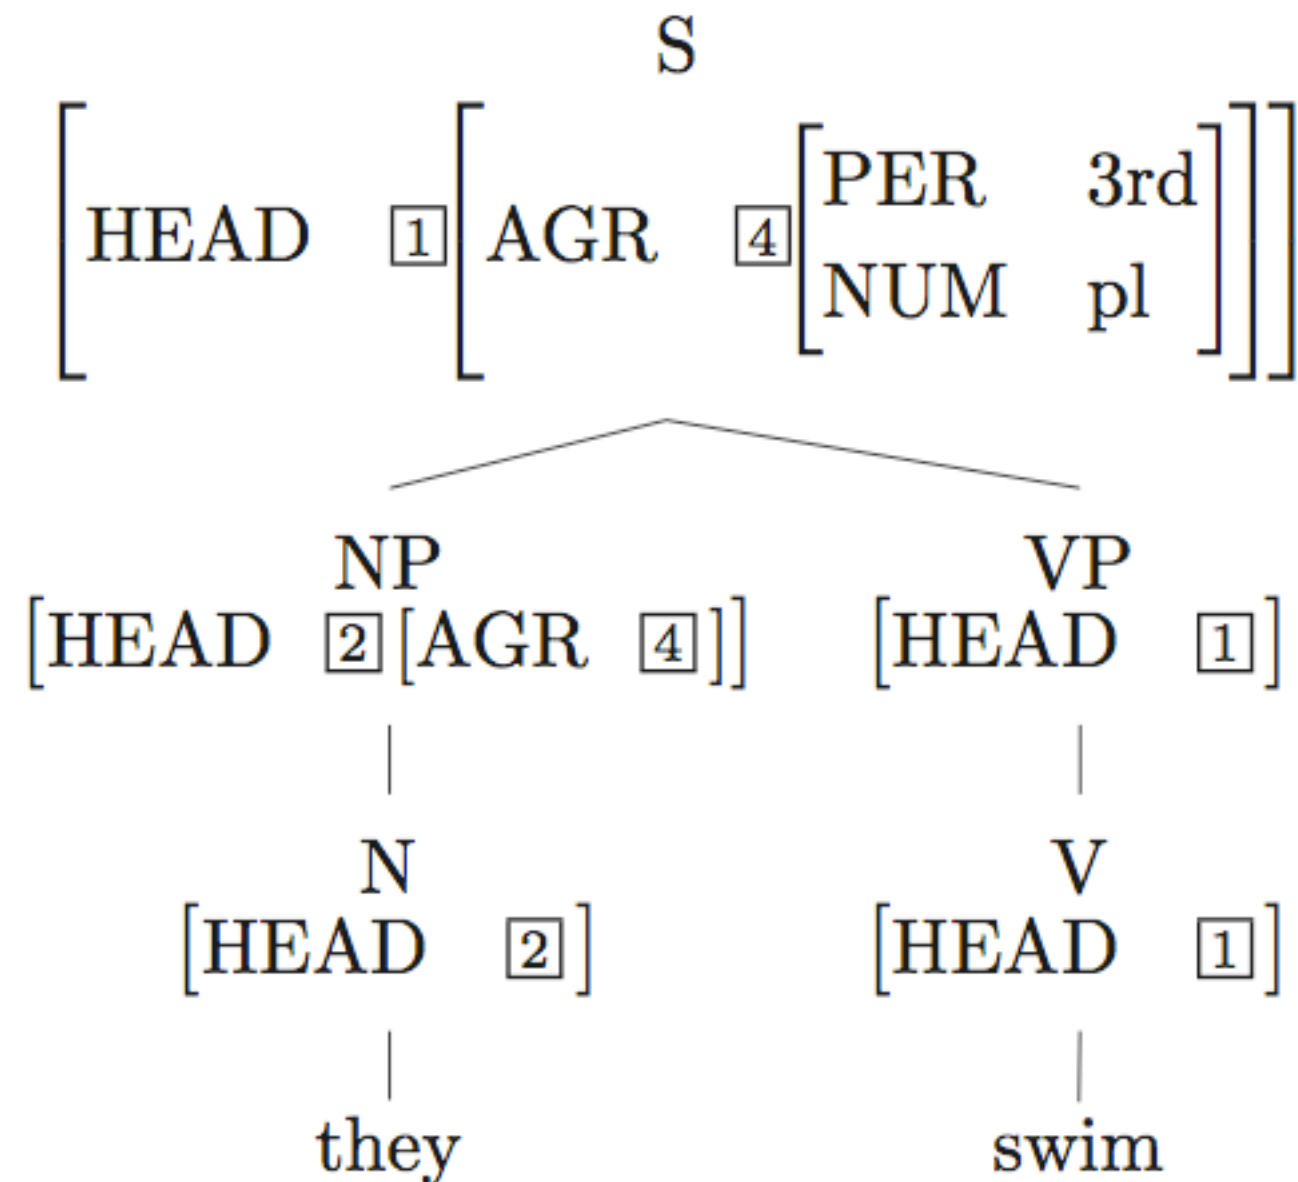 S
PER 3rd
HEAD 1 AGR 4
NUM pl
NP VP
[HEAD 2 [AGR 4]] [HEAD 1]
N V
[HEAD 2] [HEAD 1]
they swim